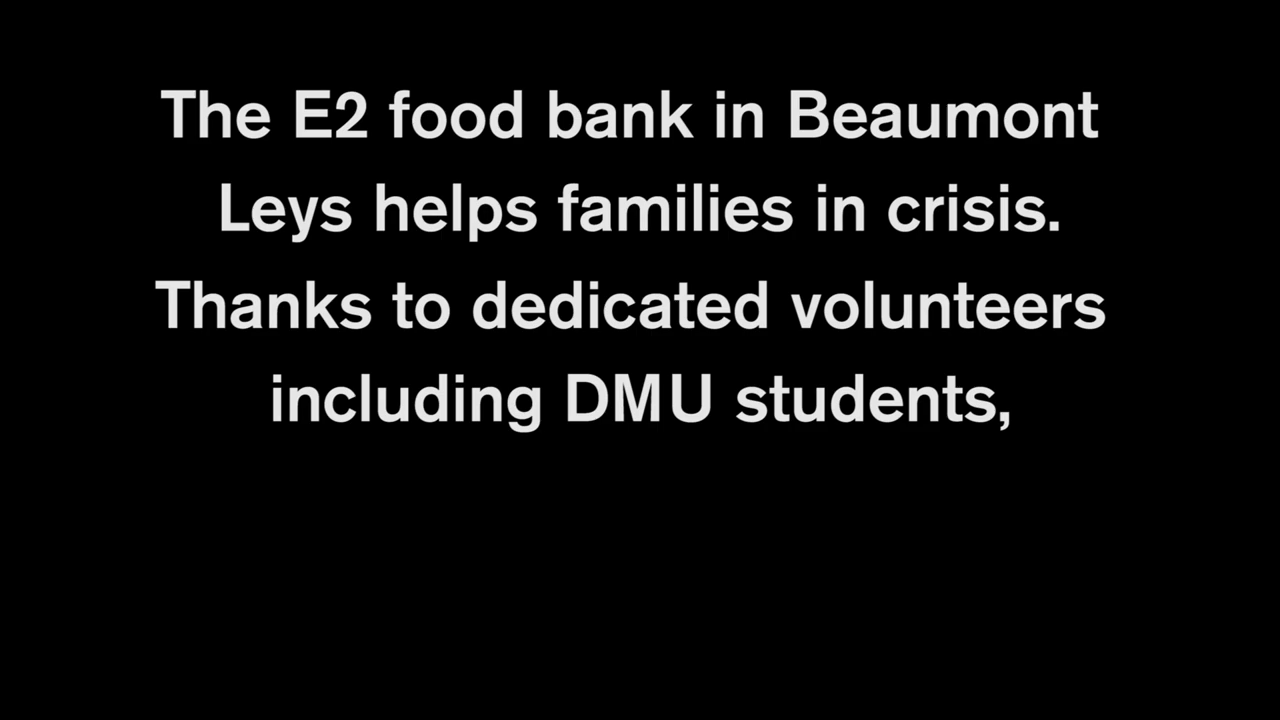 The E2 food bank in Beaumont
Leys helps families in crisis.
Thanks to dedicated volunteers
including DMU students,